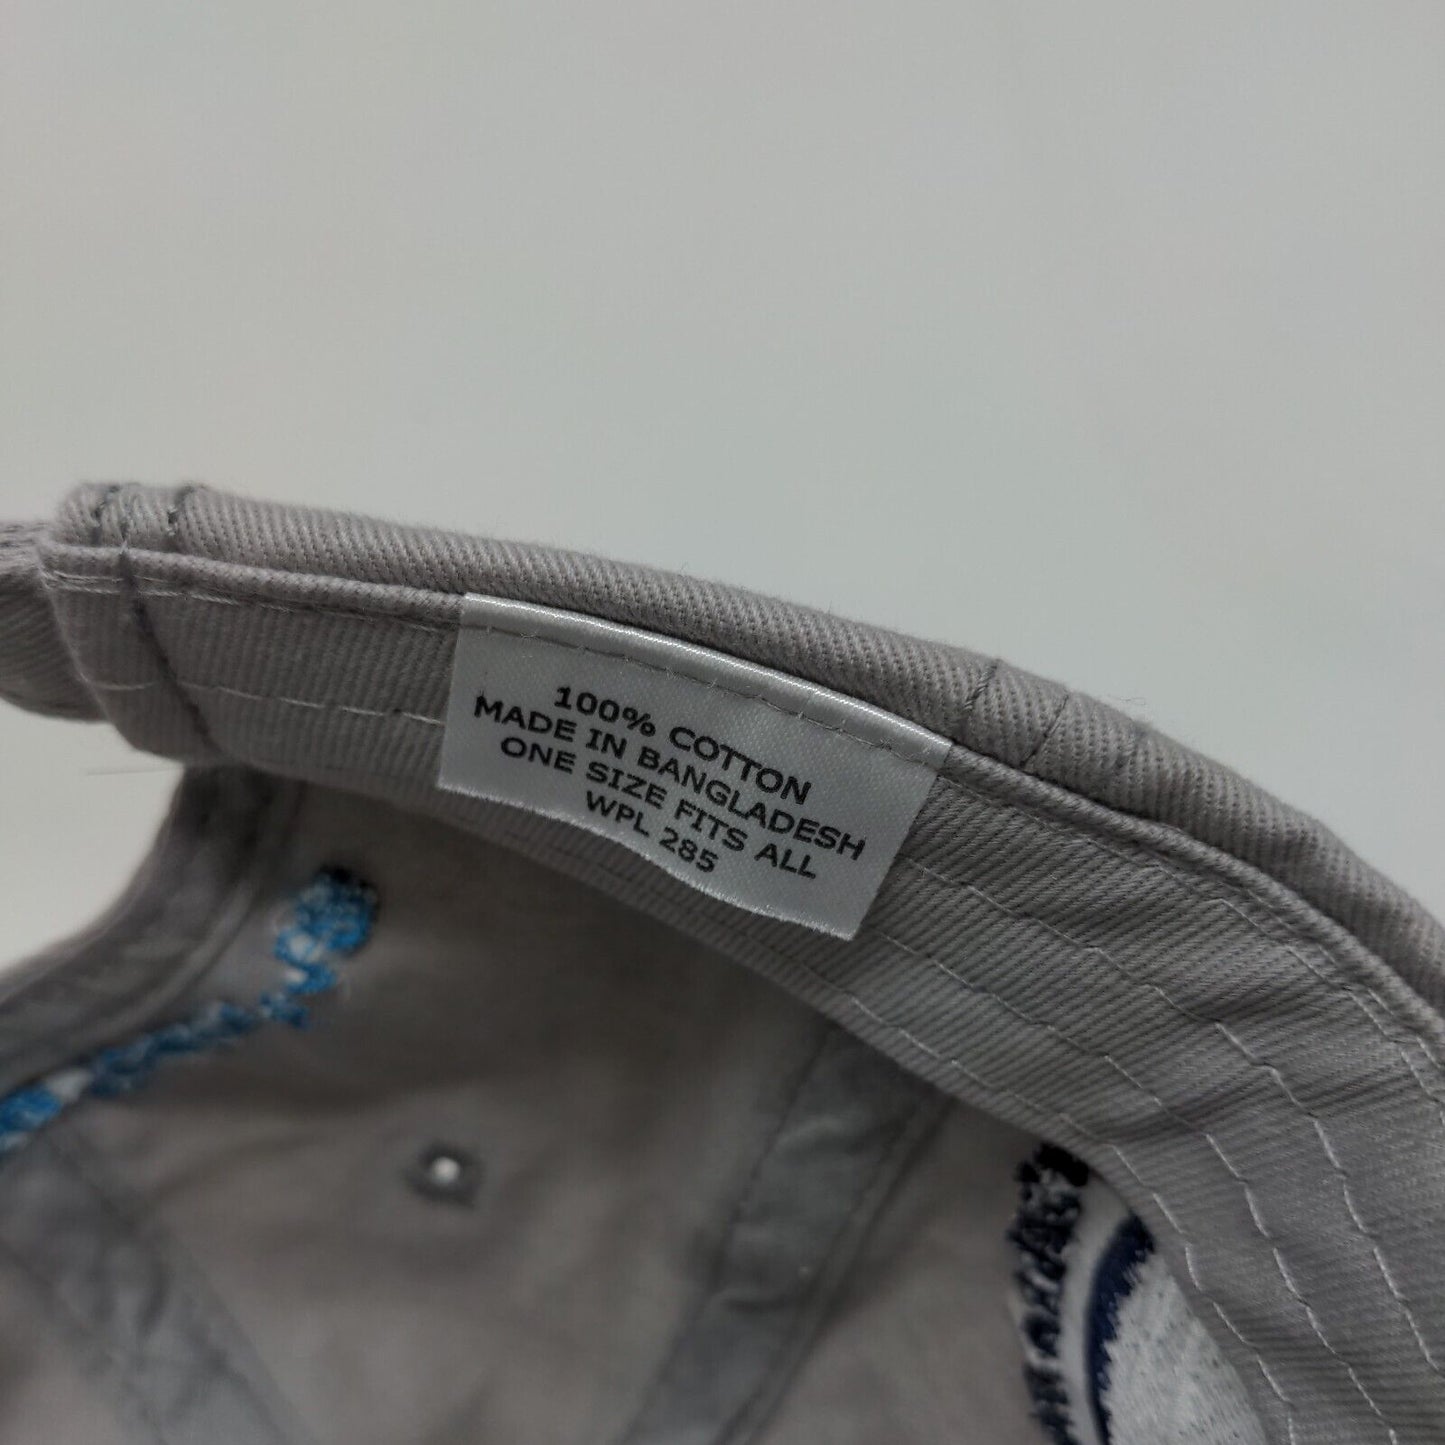 100% COTTON
MADE IN BANGLADESH
ONE SIZE FITS ALL
WPL 285